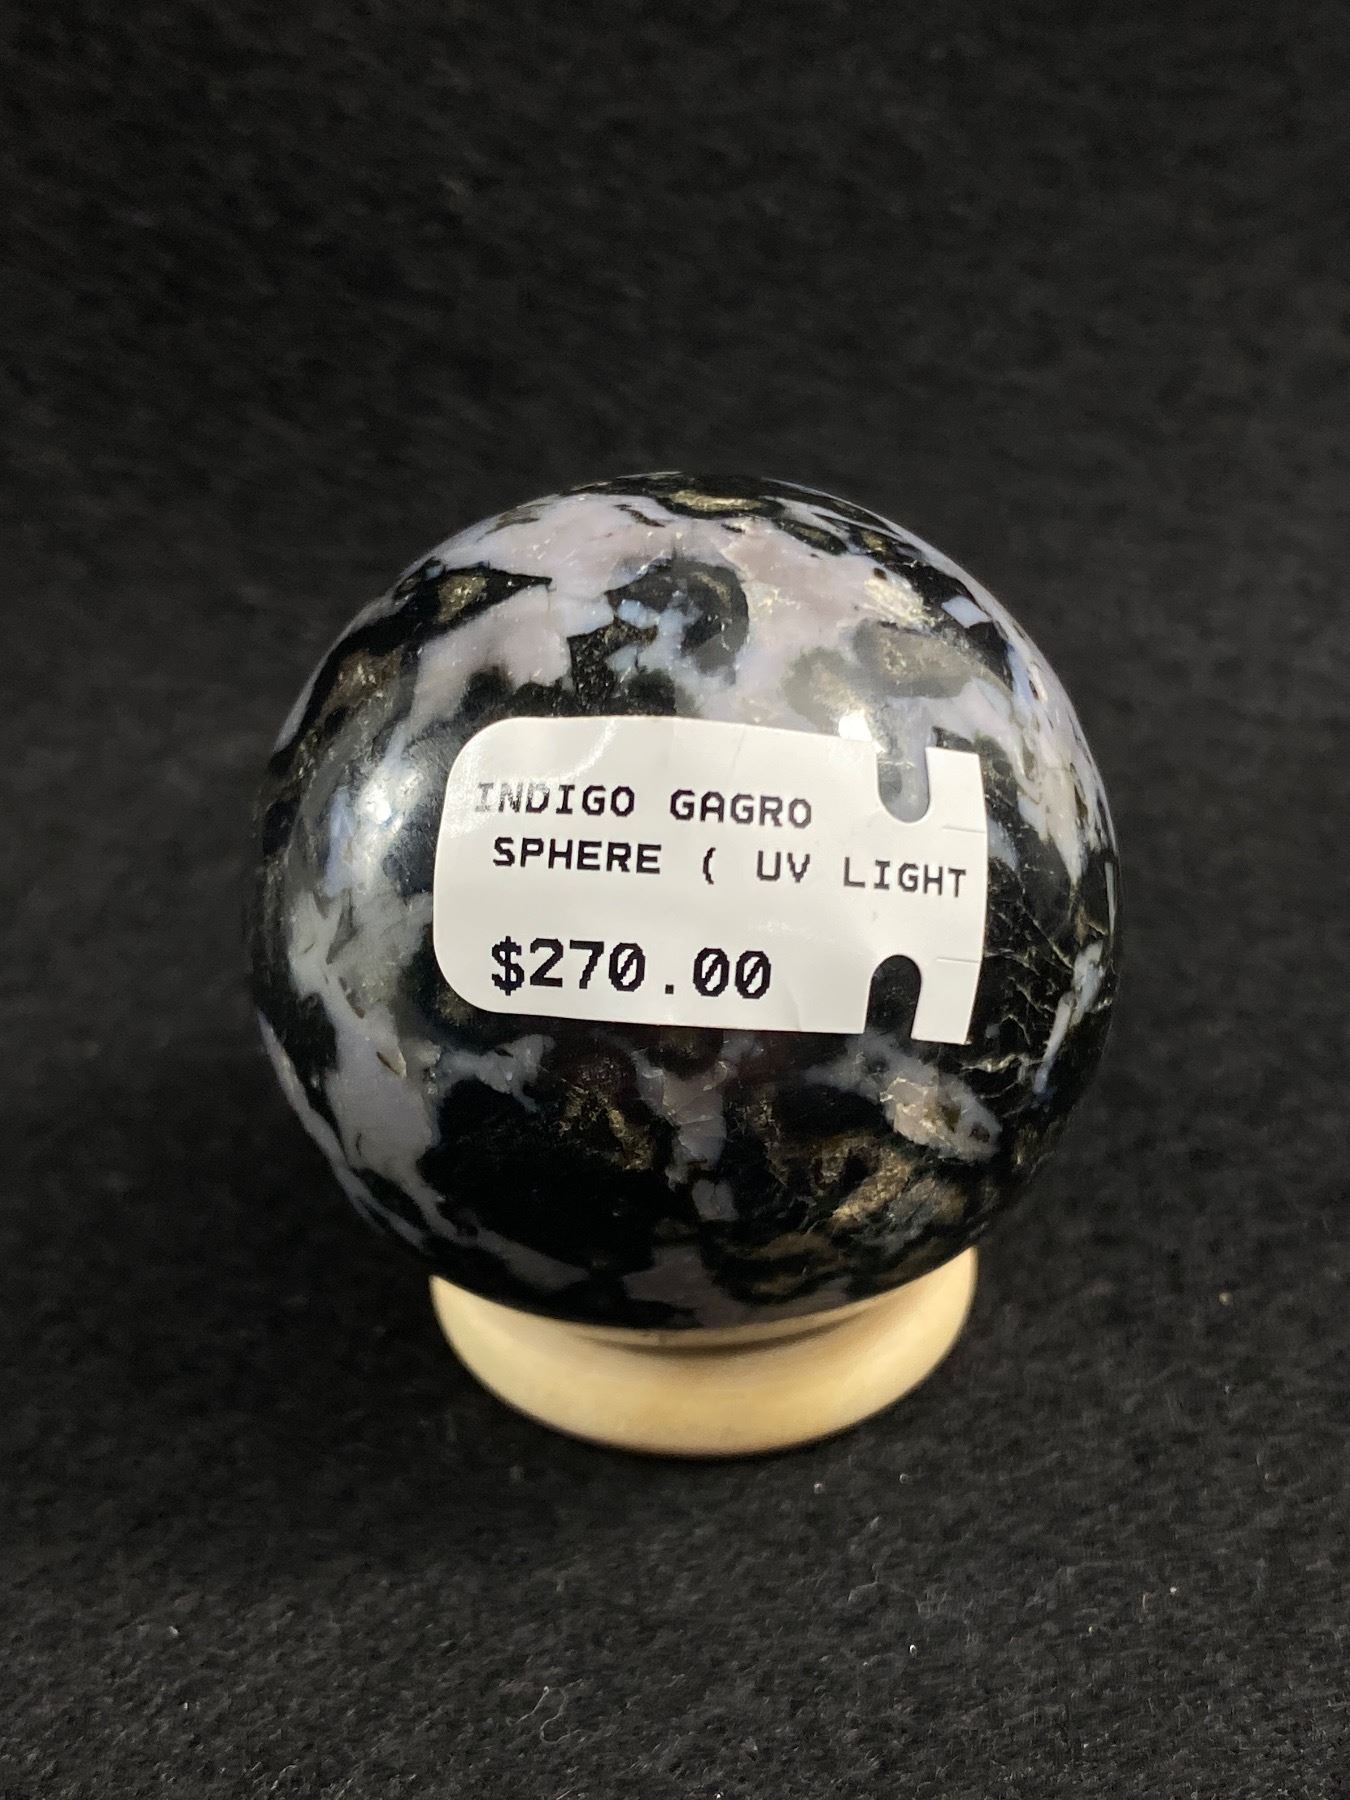 INDIGO GAGRO
SPHERE ( UV LIGHT
$270.00